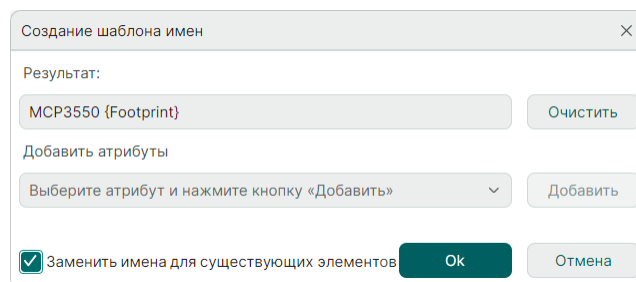 Создание шаблона имен
Результат:
MCP3550 {Footprint}
Очистить
Добавить атрибуты
Выберите атрибут и нажмите кнопку «Добавить»
Добавить
Заменить имена для существующих элементов
Ok
Отмена